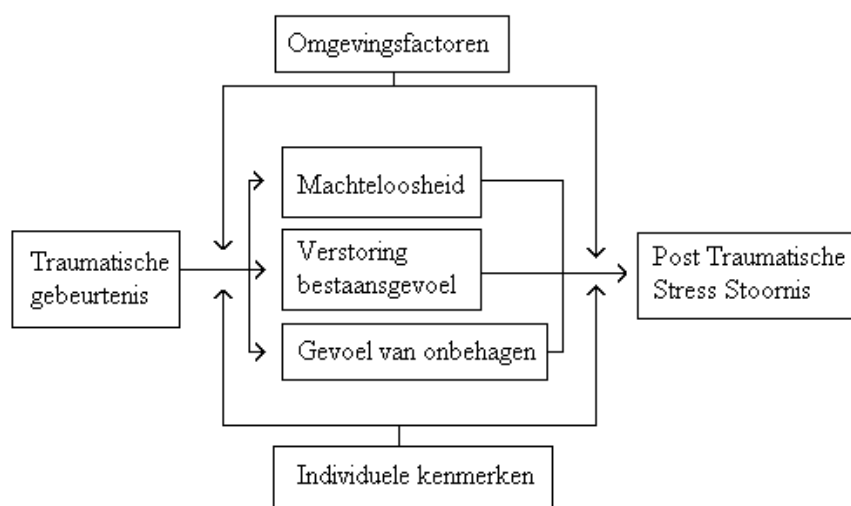 Omgevingsfactoren
Machteloosheid
Traumatische
gebeurtenis
Verstoring
bestaansgevoel
Post Traumatische
Stress Stoornis
Gevoel van onbehagen
Individuele kenmerken